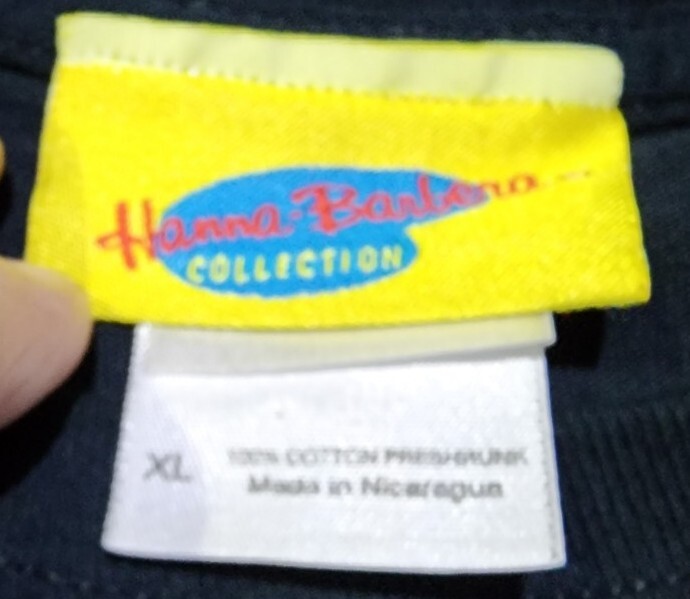 Hanna-Barbera
COLLECTION
XL
100% COTTON PRESHRUNK
Made in Nicaragua